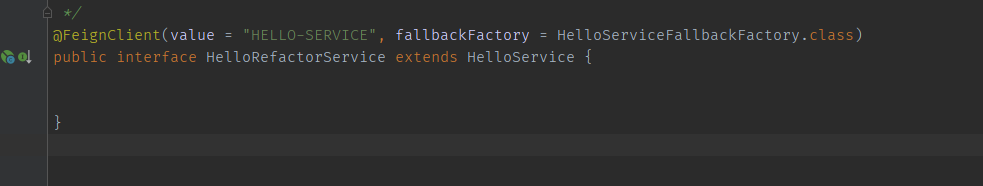 */
@FeignClient(value = "HELLO-SERVICE", fallbackFactory = HelloServiceFallbackFactory.class)
public interface HelloRefactorService extends HelloService {
}